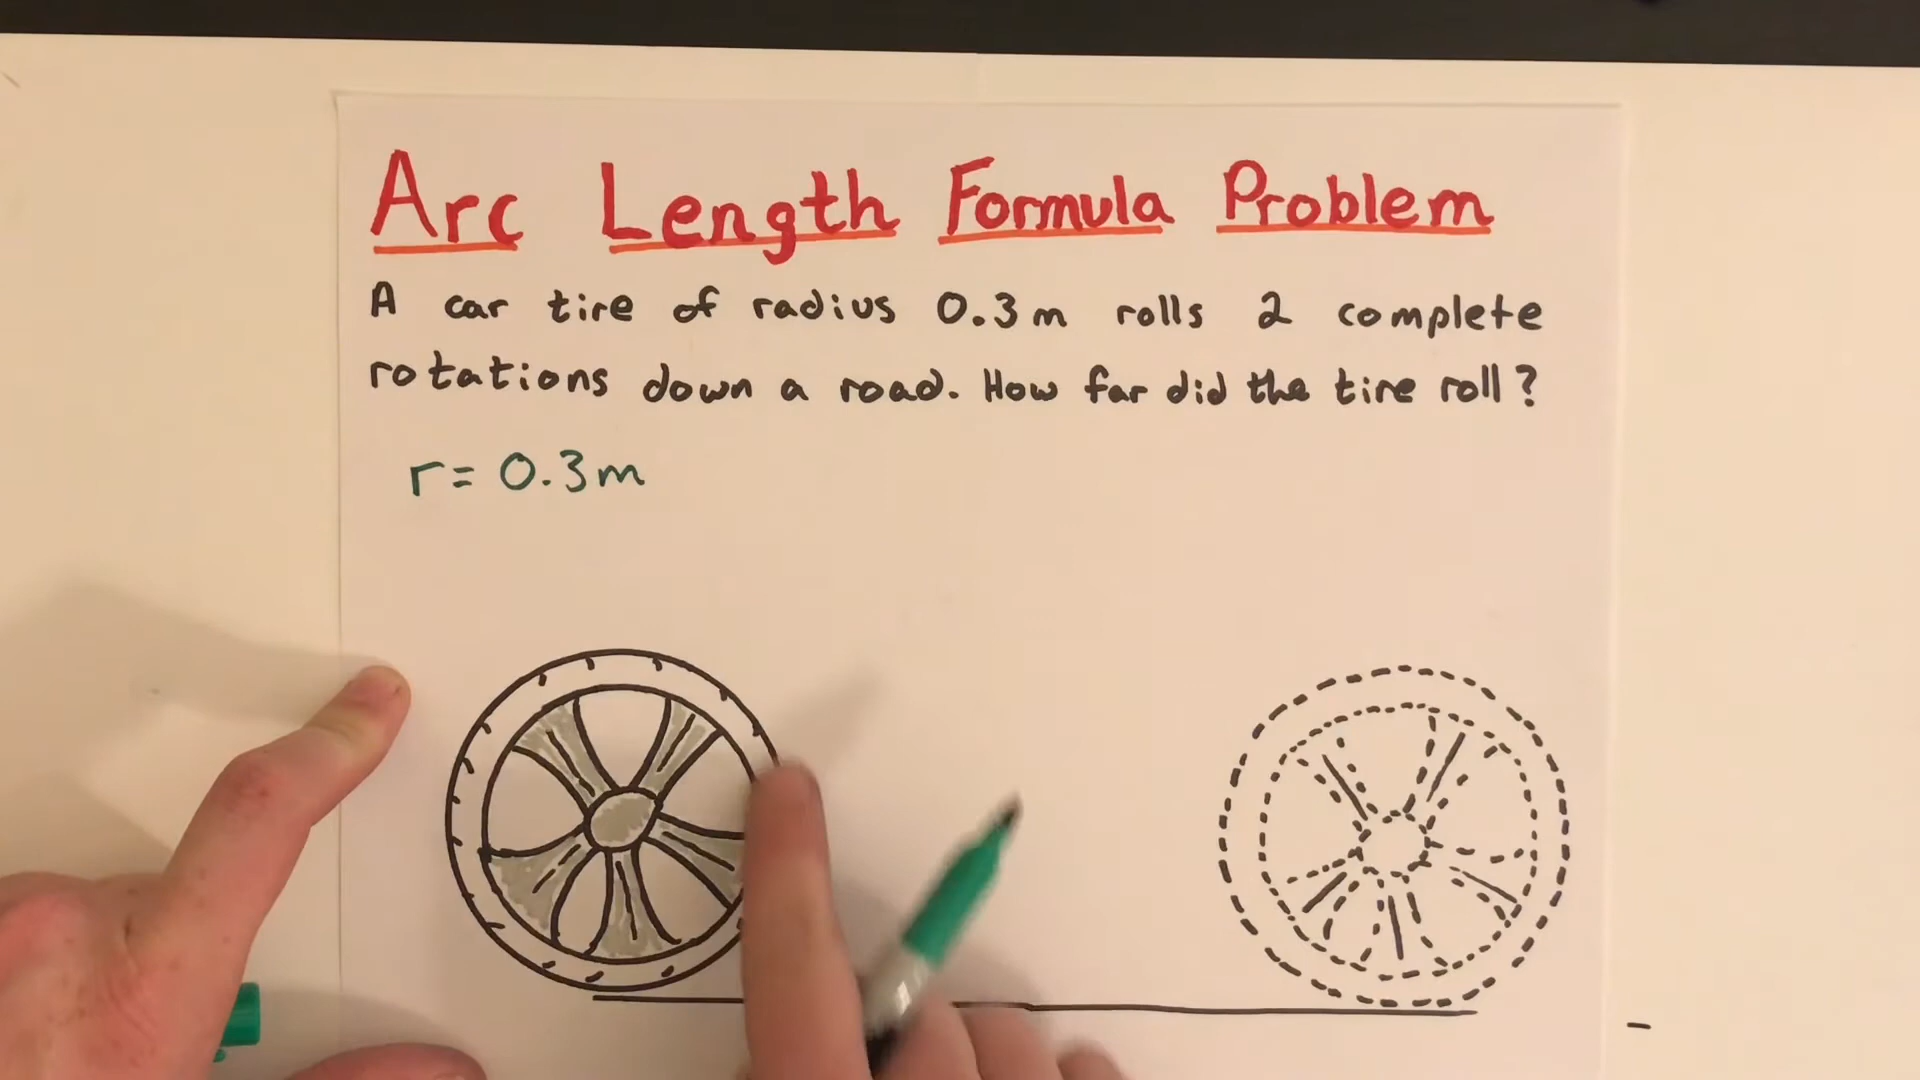 Arc Length Formula Problem
A car tire of radius 0.3m rolls 2 complete
rotations down a road. How far did the tire roll?
r = 0.3m